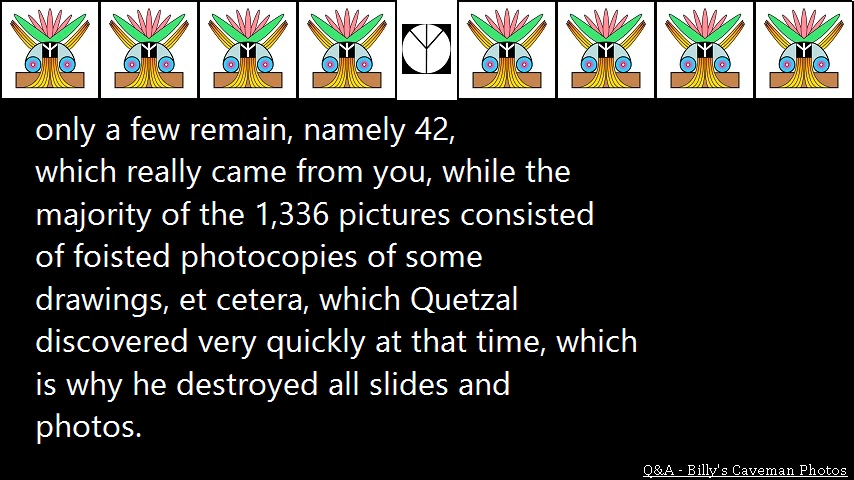 only a few remain, namely 42,
which really came from you, while the
majority of the 1,336 pictures consisted
of foisted photocopies of some
drawings, et cetera, which Quetzal
discovered very quickly at that time, which
is why he destroyed all slides and
photos.
Q&A - Billy's Caveman Photos